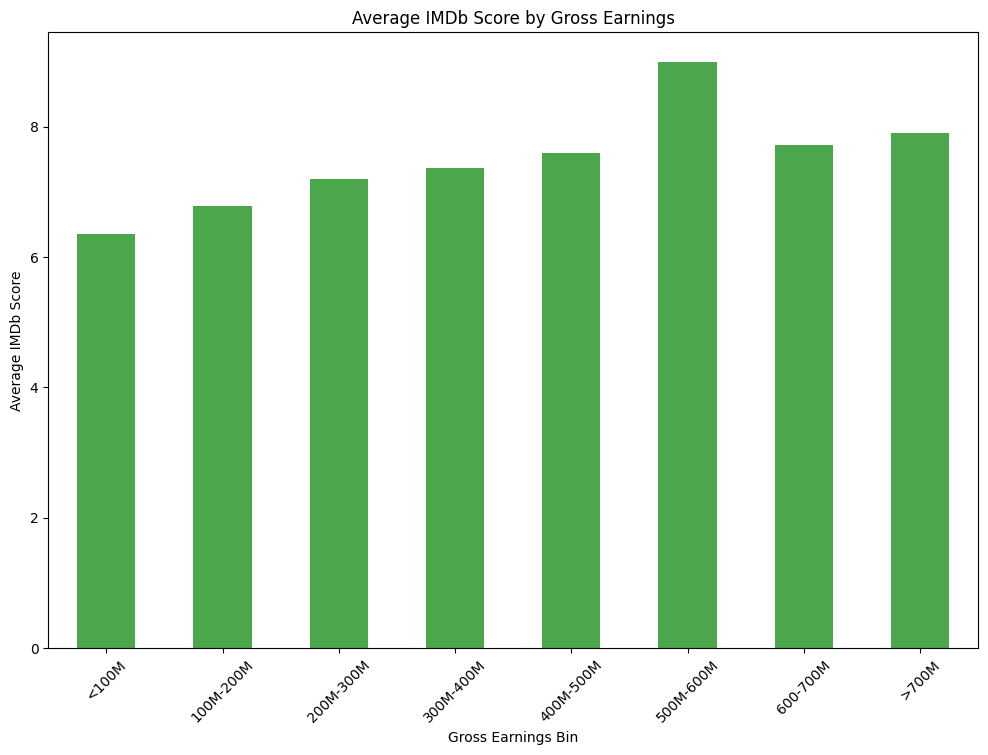 Average IMDb Score by Gross Earnings
Average IMDb Score
8
6
4
2
0
<100M
100M-200M
200M-300M
300M-400M
400M-500M
500M-600M
600-700M
>700M
Gross Earnings Bin